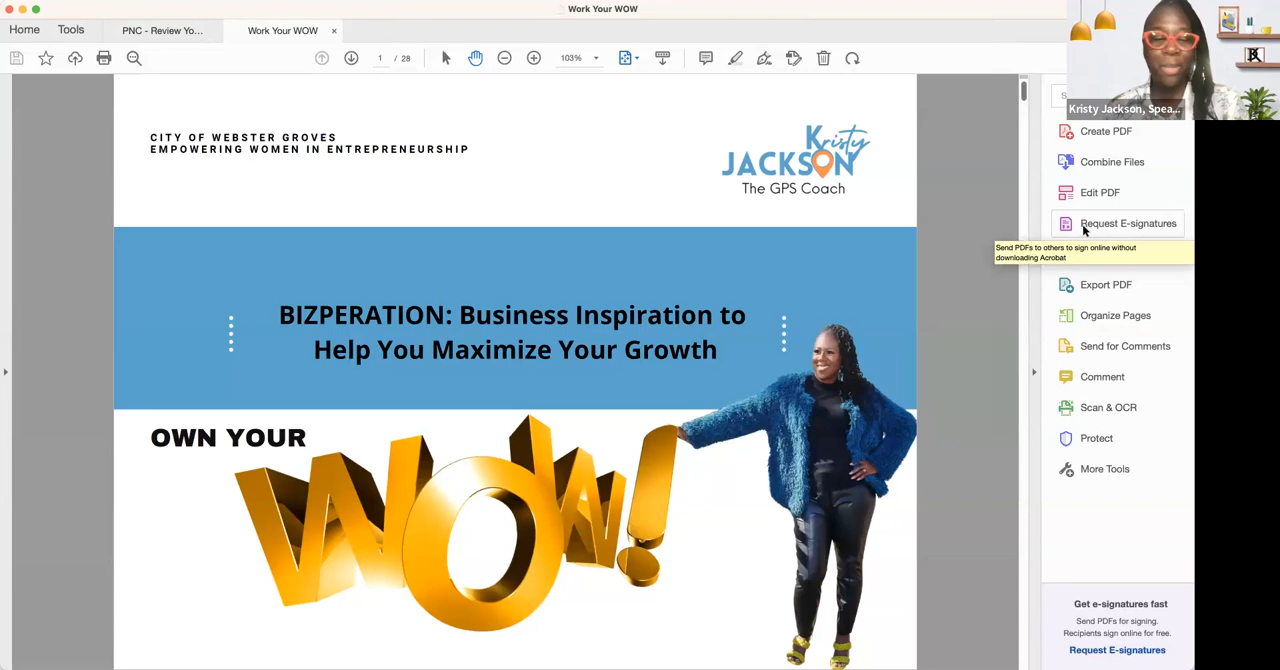 Work Your WOW
Home
Tools
PNC - Review Yo...
Work Your WOW
×
1 / 28
103%
Kristy Jackson, Spea...
CITY OF WEBSTER GROVES
EMPOWERING WOMEN IN ENTREPRENEURSHIP
Kristy
JACKSON
The GPS Coach
BIZPERATION: Business Inspiration to
Help You Maximize Your Growth
OWN YOUR
WOW!
Create PDF
Combine Files
Edit PDF
Request E-signatures
Send PDFs to others to sign online without
downloading Acrobat
Export PDF
Organize Pages
Send for Comments
Comment
Scan & OCR
Protect
More Tools
Get e-signatures fast
Send PDFs for signing.
Recipients sign online for free.
Request E-signatures